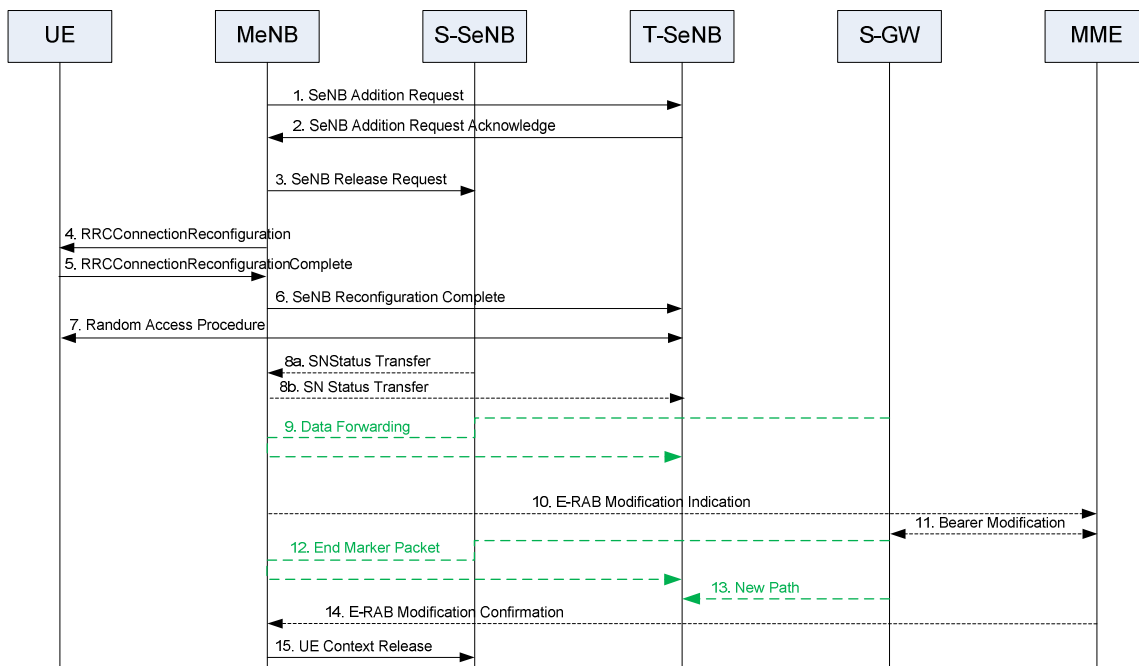 UE MeNB S-SeNB T-SeNB S-GW MME
1. SeNB Addition Request
2. SeNB Addition Request Acknowledge
3. SeNB Release Request
4. RRCConnectionReconfiguration
5. RRCConnectionReconfigurationComplete
6. SeNB Reconfiguration Complete
7. Random Access Procedure
8a. SNStatus Transfer
8b. SN Status Transfer
9. Data Forwarding
10. E-RAB Modification Indication
11. Bearer Modification
12. End Marker Packet
13. New Path
14. E-RAB Modification Confirmation
15. UE Context Release